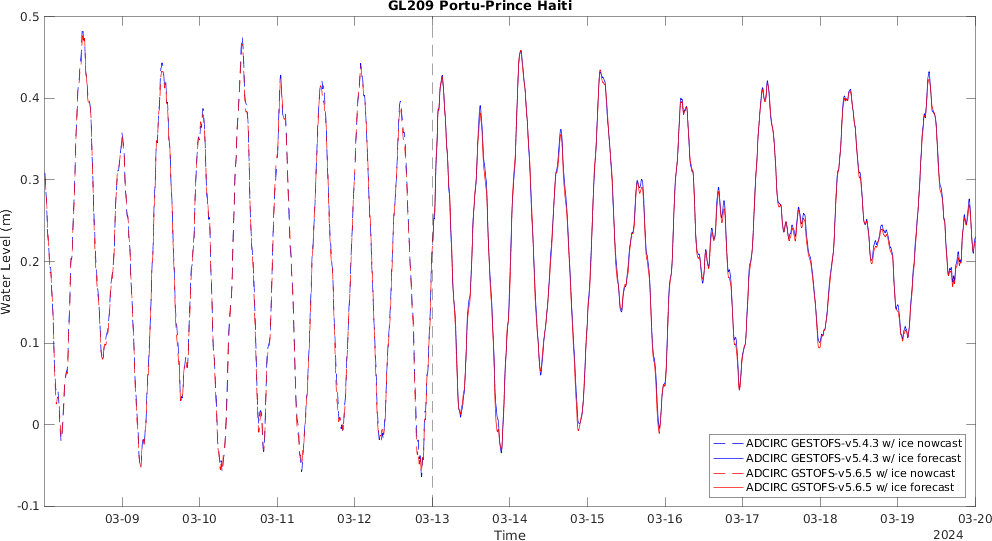 GL209 Portu-Prince Haiti
0.5
0.4
0.3
0.2
0.1
0
-0.1
Water Level (m)
ADCIRC GESTOFS-v5.4.3 w/ ice nowcast
ADCIRC GESTOFS-v5.4.3 w/ ice forecast
ADCIRC GSTOFS-v5.6.5 w/ ice nowcast
ADCIRC GSTOFS-v5.6.5 w/ ice forecast
03-09 03-10 03-11 03-12 03-13 03-14 03-15 03-16 03-17 03-18 03-19 03-20
Time
2024